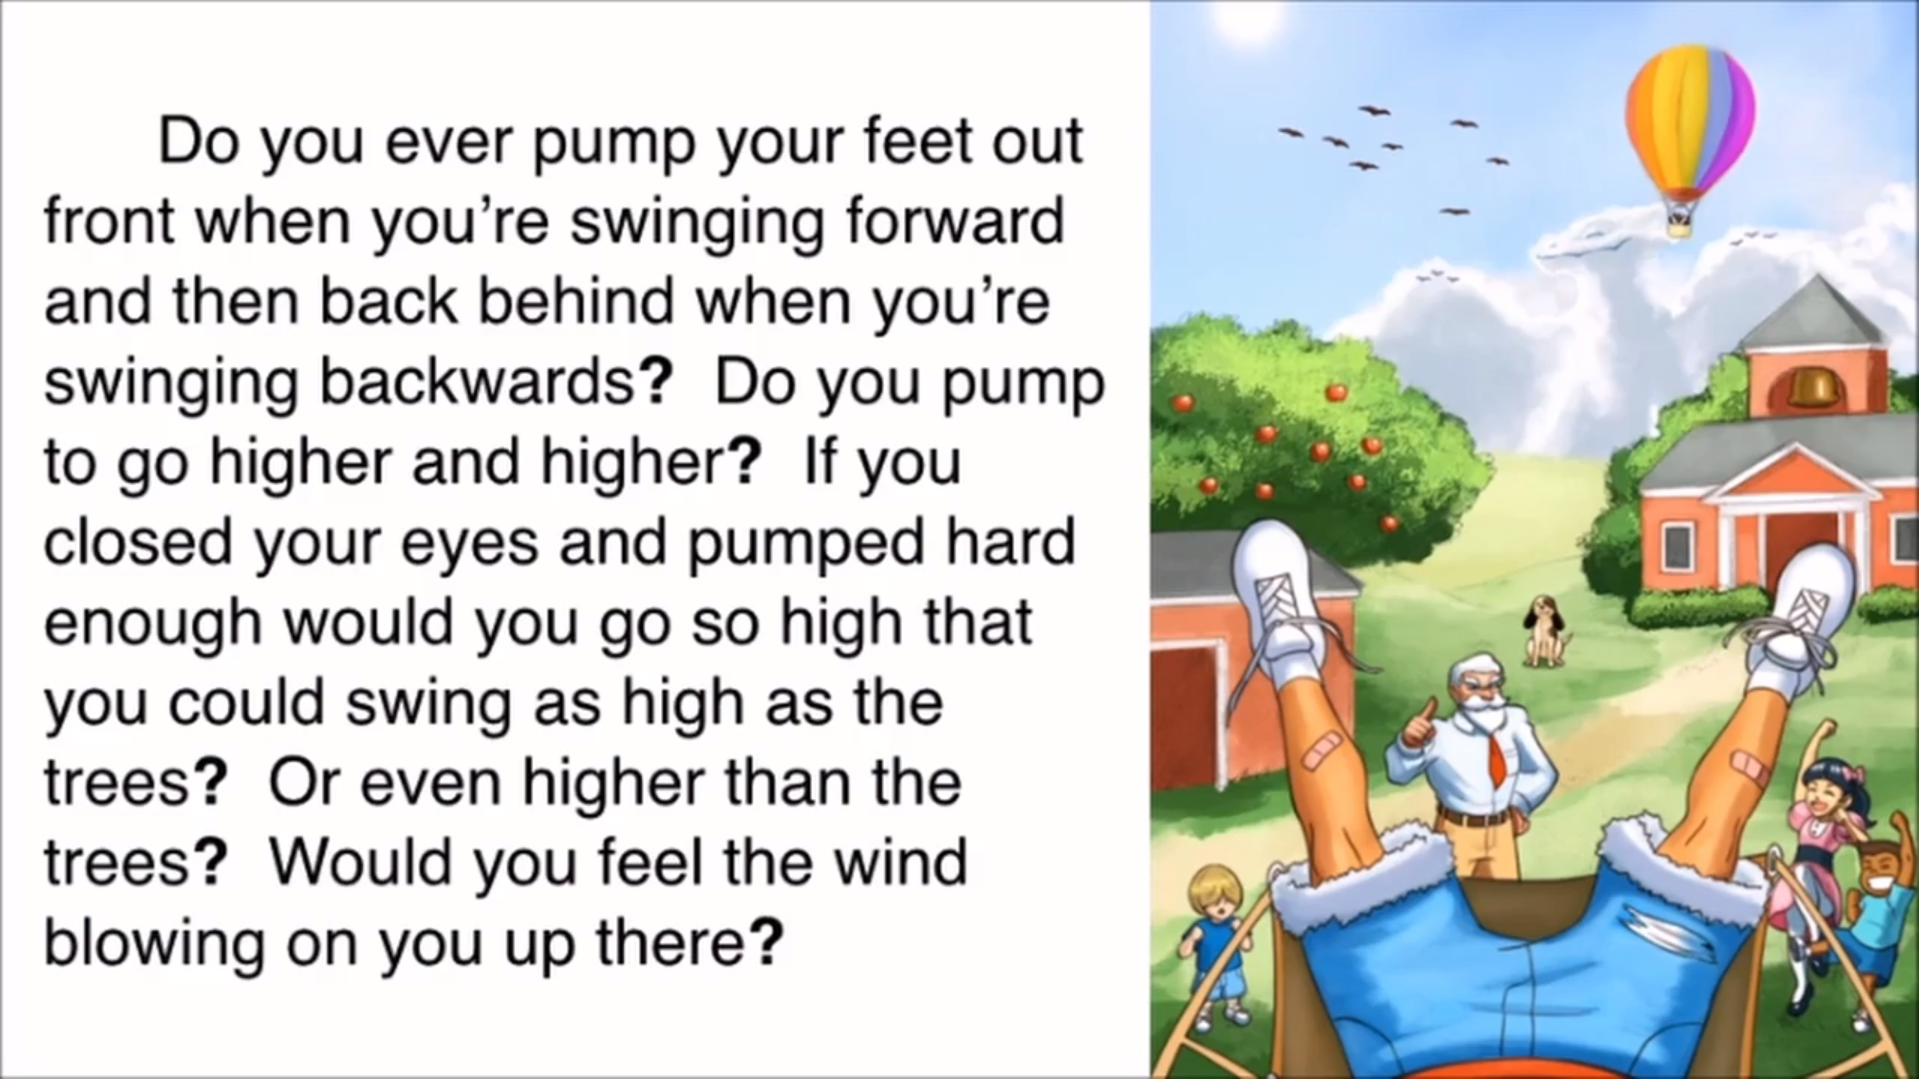 Do you ever pump your feet out
front when you’re swinging forward
and then back behind when you’re
swinging backwards?  Do you pump
to go higher and higher?  If you
closed your eyes and pumped hard
enough would you go so high that
you could swing as high as the
trees?  Or even higher than the
trees?  Would you feel the wind
blowing on you up there?